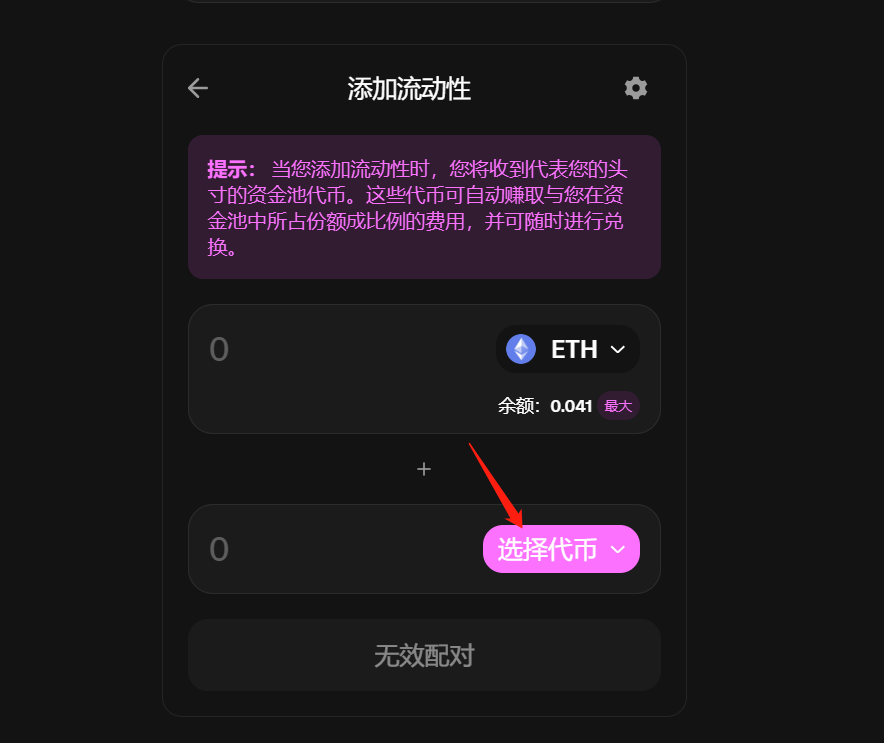 添加流动性
提示： 当您添加流动性时，您将收到代表您的头
寸的资金池代币。这些代币可自动赚取与您在资
金池中所占份额成比例的费用，并可随时进行兑
换。
0 ETH
余额：0.041 最大
+
0 选择代币
无效配对